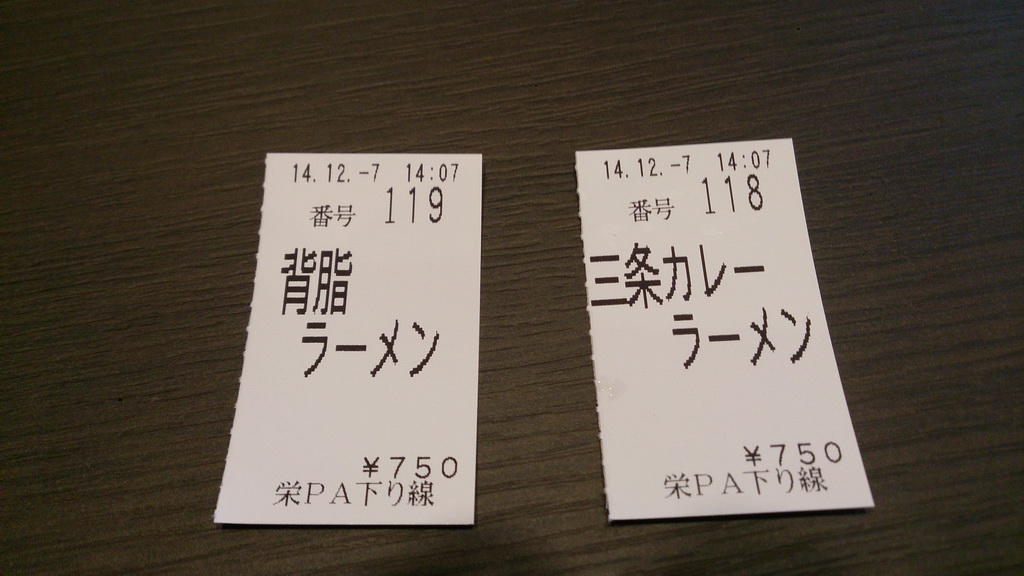 14.12.-7 14:07
番号 119
背脂
ラーメン
￥750
栄PA下り線
14.12.-7 14:07
番号 118
三条カレー
ラーメン
￥750
栄PA下り線